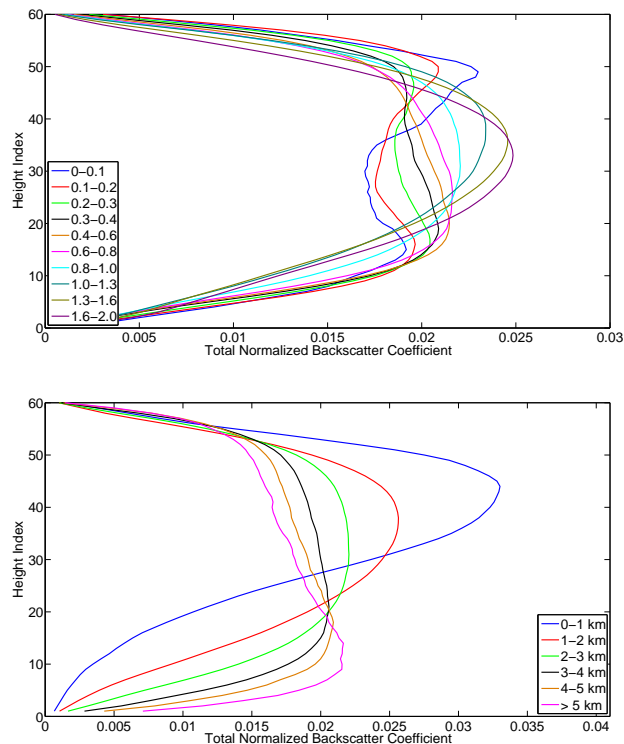 60
50
40
30
20
10
0
Height Index
0−0.1
0.1−0.2
0.2−0.3
0.3−0.4
0.4−0.6
0.6−0.8
0.8−1.0
1.0−1.3
1.3−1.6
1.6−2.0
0 0.005 0.01 0.015 0.02 0.025 0.03
Total Normalized Backscatter Coefficient
60
50
40
30
20
10
0
Height Index
0−1 km
1−2 km
2−3 km
3−4 km
4−5 km
> 5 km
0 0.005 0.01 0.015 0.02 0.025 0.03 0.035 0.04
Total Normalized Backscatter Coefficient